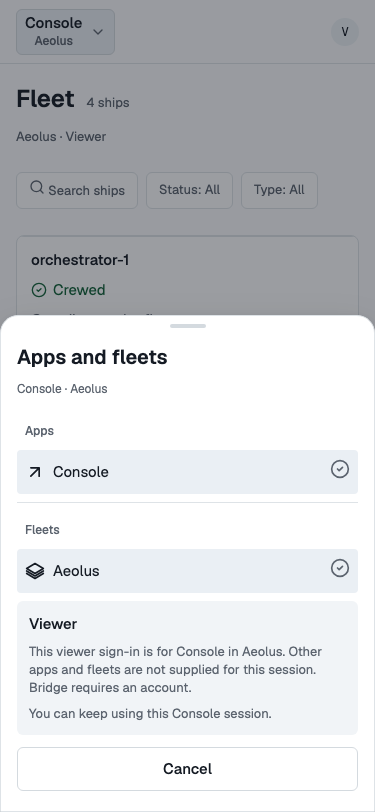 Console
Aeolus
V
Fleet 4 ships
Aeolus · Viewer
Search ships
Status: All
Type: All
orchestrator-1
Crewed
Apps and fleets
Console · Aeolus
Apps
Console
Fleets
Aeolus
Viewer
This viewer sign-in is for Console in Aeolus. Other
apps and fleets are not supplied for this session.
Bridge requires an account.
You can keep using this Console session.
Cancel